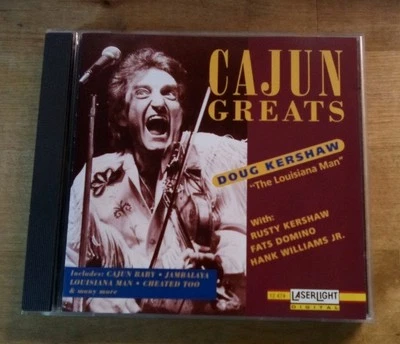 CAJUN
GREATS
DOUG KERSHAW
"The Louisiana Man"
With:
RUSTY KERSHAW
FATS DOMINO
HANK WILLIAMS JR.
Includes: CAJUN BABY • JAMBALAYA
LOUISIANA MAN • CHEATED TOO
& many more
LASERLIGHT
DIGITAL